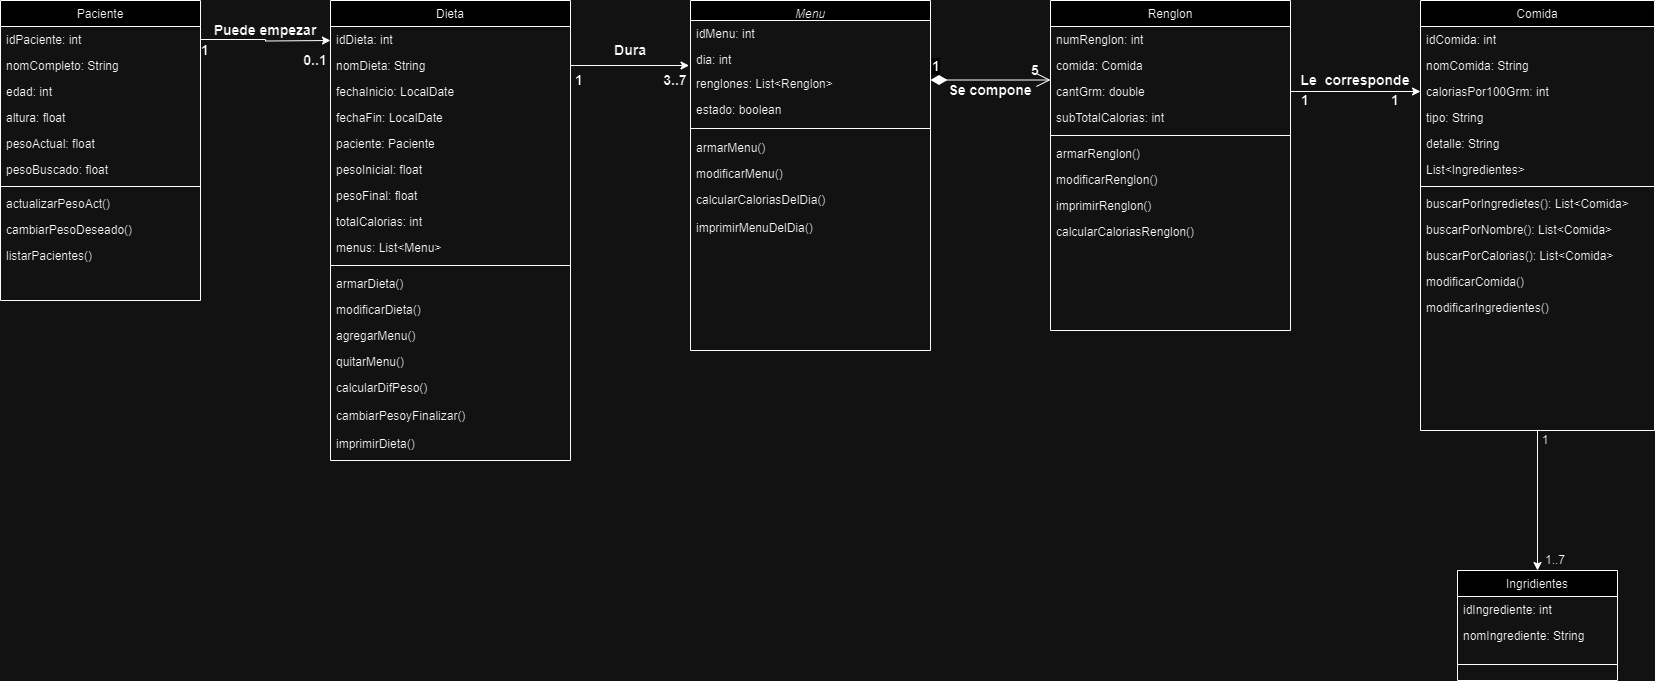 Paciente
idPaciente: int
nomCompleto: String
edad: int
altura: float
pesoActual: float
pesoBuscado: float
actualizarPesoAct()
cambiarPesoDeseado()
listarPacientes()
Puede empezar
1
0..1
Dieta
idDieta: int
nomDieta: String
fechaInicio: LocalDate
fechaFin: LocalDate
paciente: Paciente
pesoInicial: float
pesoFinal: float
totalCalorias: int
menus: List<Menu>
armarDieta()
modificarDieta()
agregarMenu()
quitarMenu()
calcularDifPeso()
cambiarPesoyFinalizar()
imprimirDieta()
Dura
1
3..7
Menu
idMenu: int
dia: int
renglones: List<Renglon>
estado: boolean
armarMenu()
modificarMenu()
calcularCaloriasDelDia()
imprimirMenuDelDia()
1
5
Se compone
Renglon
numRenglon: int
comida: Comida
cantGrm: double
subTotalCalorias: int
armarRenglon()
modificarRenglon()
imprimirRenglon()
calcularCaloriasRenglon()
Le corresponde
1
1
Comida
idComida: int
nomComida: String
caloriasPor100Grm: int
tipo: String
detalle: String
List<Ingredientes>
buscarPorIngredietes(): List<Comida>
buscarPorNombre(): List<Comida>
buscarPorCalorias(): List<Comida>
modificarComida()
modificarIngredientes()
1
1..7
Ingridientes
idIngrediente: int
nomIngrediente: String